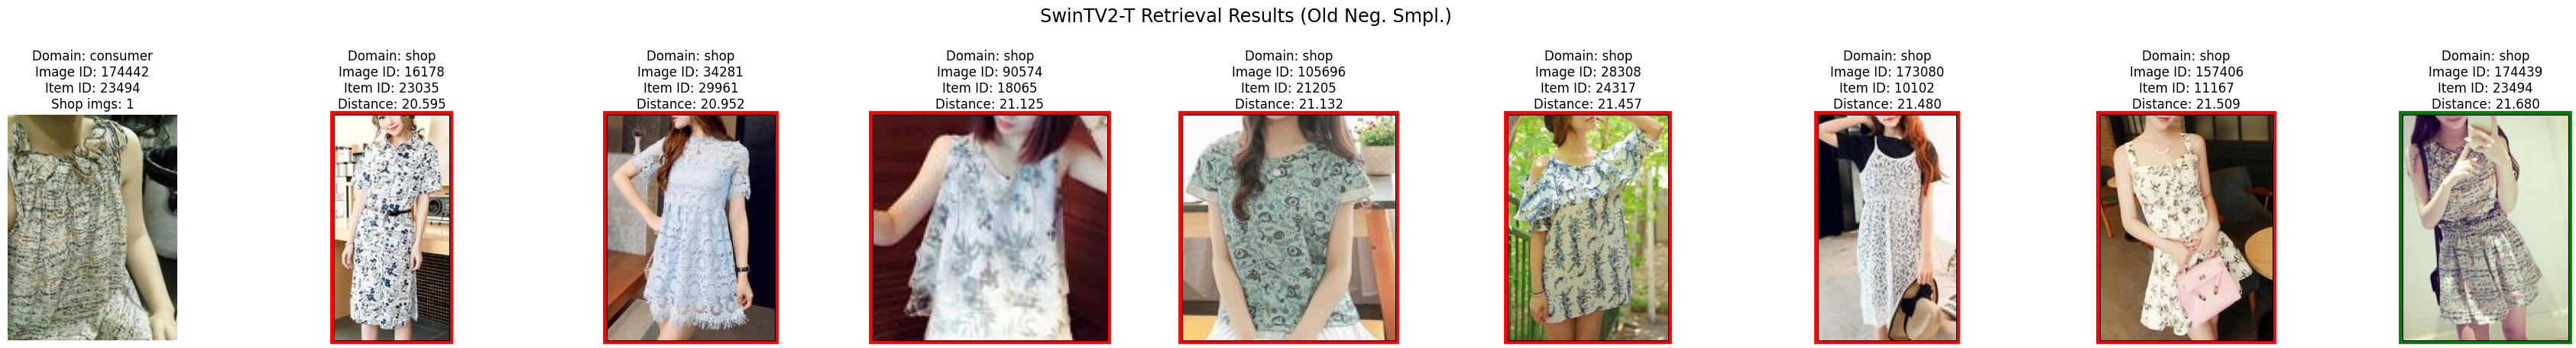 SwinTV2-T Retrieval Results (Old Neg. Smpl.)
Domain: consumer
Image ID: 174442
Item ID: 23494
Shop imgs: 1
Domain: shop
Image ID: 16178
Item ID: 23035
Distance: 20.595
Domain: shop
Image ID: 34281
Item ID: 29961
Distance: 20.952
Domain: shop
Image ID: 90574
Item ID: 18065
Distance: 21.125
Domain: shop
Image ID: 105696
Item ID: 21205
Distance: 21.132
Domain: shop
Image ID: 28308
Item ID: 24317
Distance: 21.457
Domain: shop
Image ID: 173080
Item ID: 10102
Distance: 21.480
Domain: shop
Image ID: 157406
Item ID: 11167
Distance: 21.509
Domain: shop
Image ID: 174439
Item ID: 23494
Distance: 21.680